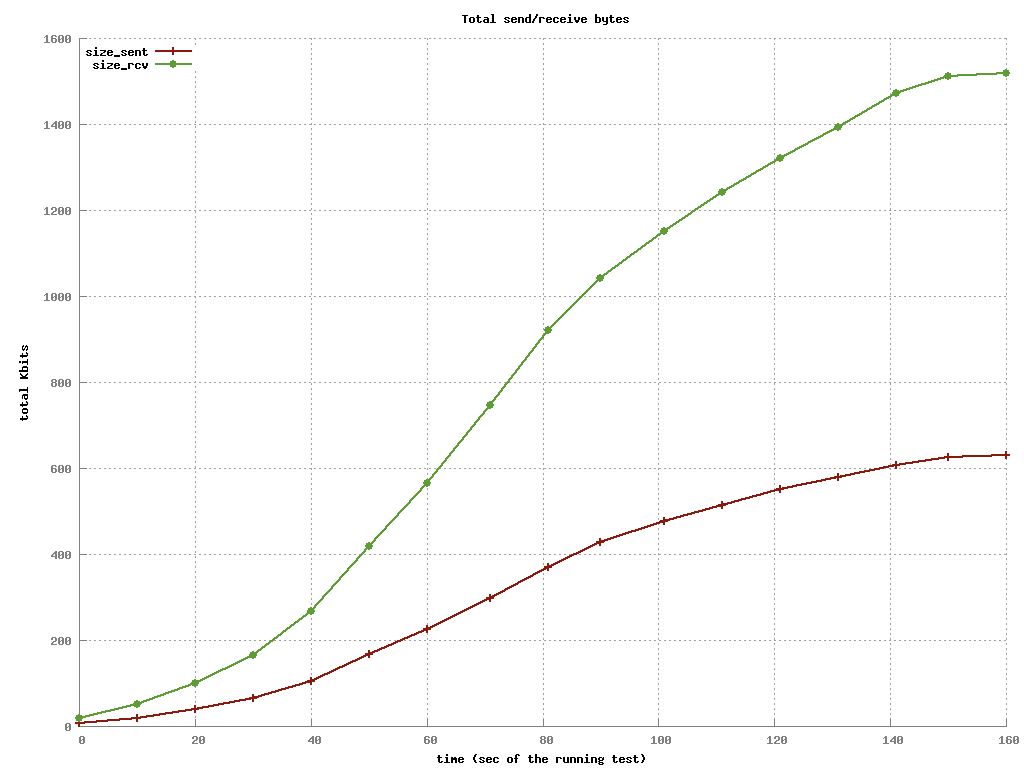 Total send/receive bytes
1600
size_sent
size_rcv
1400
1200
1000
total Kbits
800
600
400
200
0
0 20 40 60 80 100 120 140 160
time (sec of the running test)